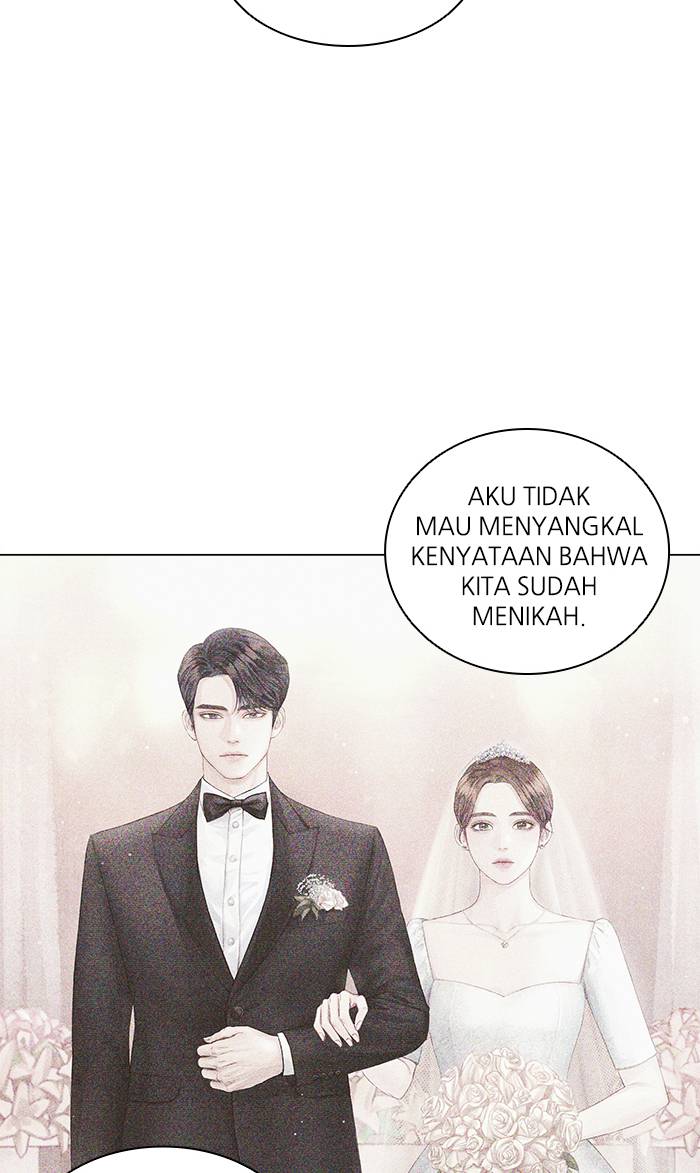 AKU TIDAK
MAU MENYANGKAL
KENYATAAN BAHWA
KITA SUDAH
MENIKAH.